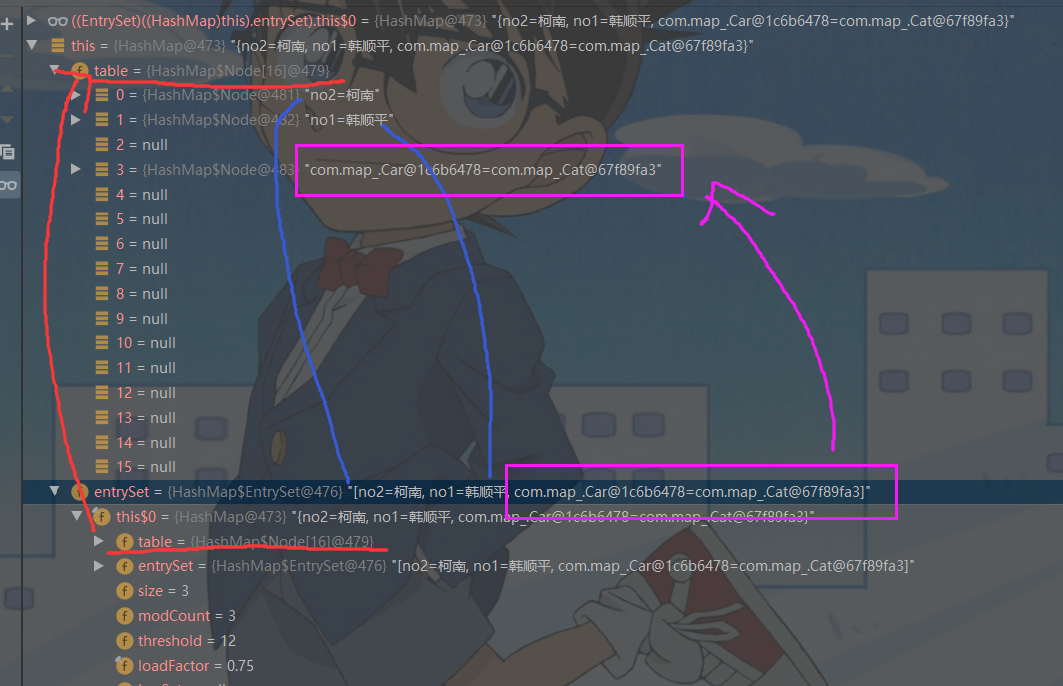 ((EntrySet)((HashMap)this).entrySet).this$0 = {HashMap@473} "{no2=柯南, no1=韩顺平, com.map_.Car@1c6b6478=com.map_.Cat@67f89fa3}"
this = {HashMap@473} "{no2=柯南, no1=韩顺平, com.map_.Car@1c6b6478=com.map_.Cat@67f89fa3}"
table = {HashMap$Node[16]@479}
0 = {HashMap$Node@481} "no2=柯南"
1 = {HashMap$Node@482} "no1=韩顺平"
2 = null
3 = {HashMap$Node@483} "com.map_.Car@1c6b6478=com.map_.Cat@67f89fa3"
4 = null
5 = null
6 = null
7 = null
8 = null
9 = null
10 = null
11 = null
12 = null
13 = null
14 = null
15 = null
entrySet = {HashMap$EntrySet@476} "[no2=柯南, no1=韩顺平, com.map_.Car@1c6b6478=com.map_.Cat@67f89fa3]"
this$0 = {HashMap@473} "{no2=柯南, no1=韩顺平, com.map_.Car@1c6b6478=com.map_.Cat@67f89fa3}"
table = {HashMap$Node[16]@479}
entrySet = {HashMap$EntrySet@476} "[no2=柯南, no1=韩顺平, com.map_.Car@1c6b6478=com.map_.Cat@67f89fa3]"
size = 3
modCount = 3
threshold = 12
loadFactor = 0.75